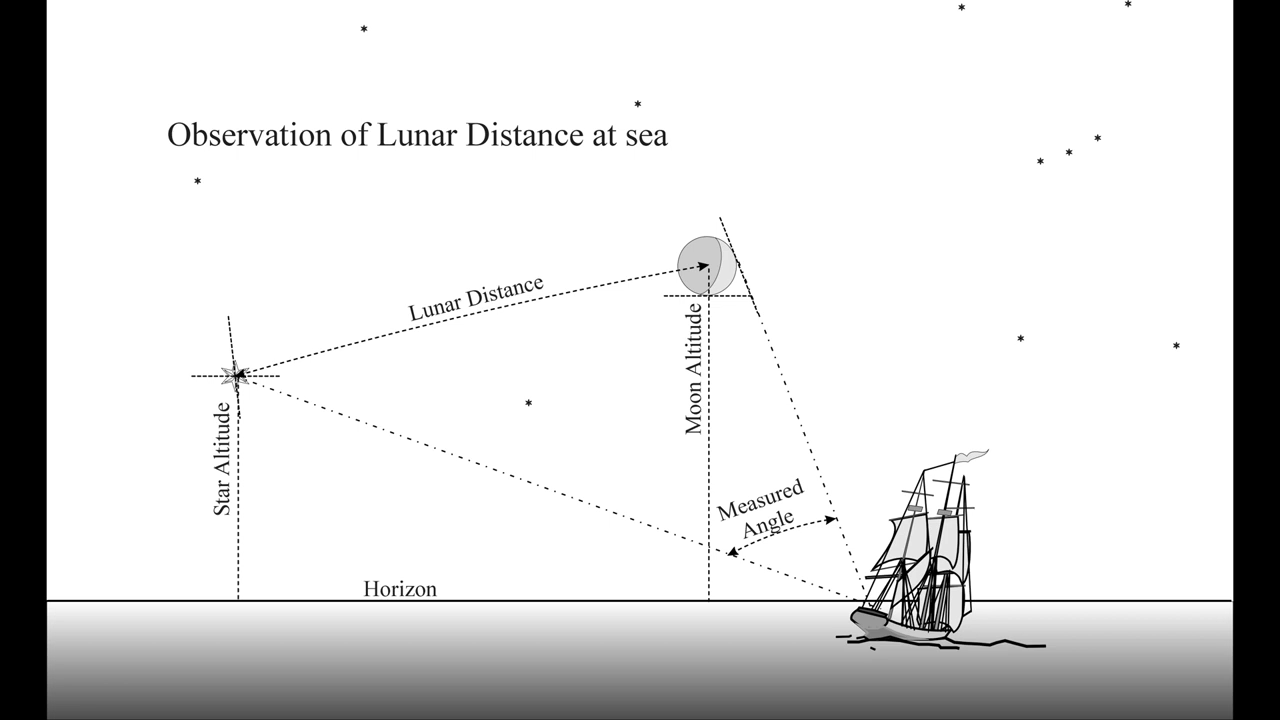 Observation of Lunar Distance at sea
Lunar Distance
Moon Altitude
Star Altitude
Measured
Angle
Horizon